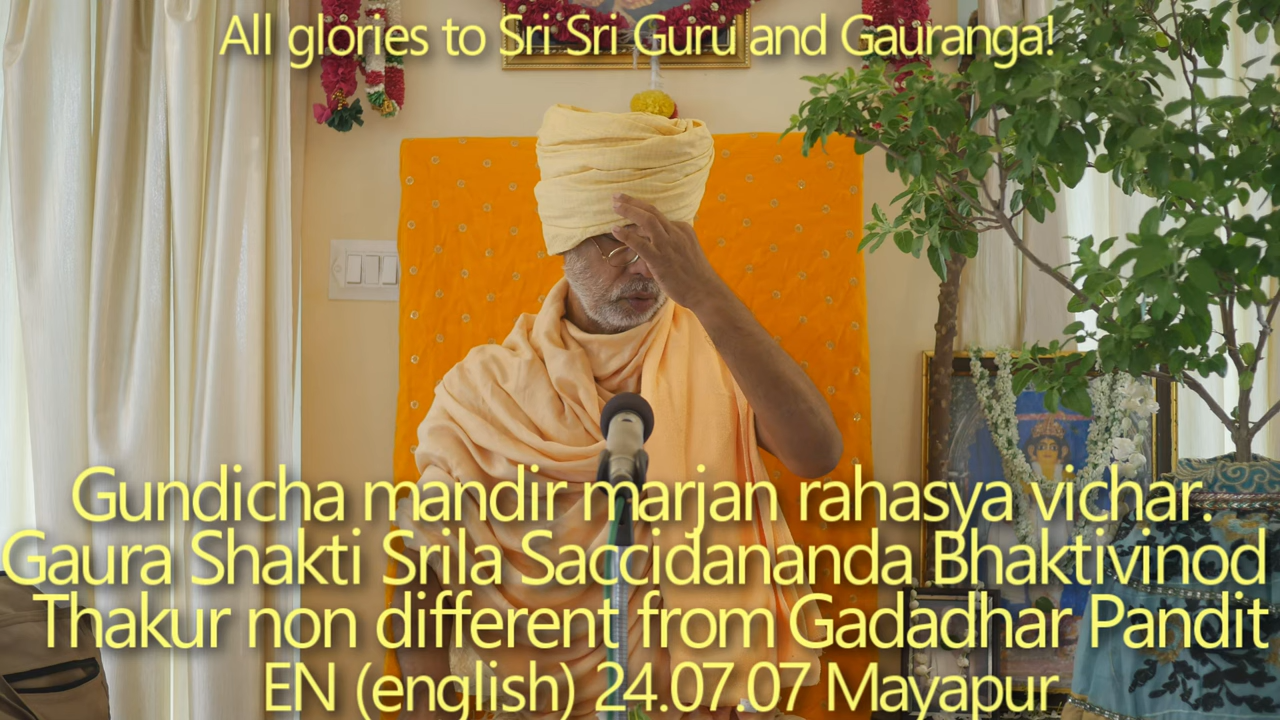 All glories to Sri Sri Guru and Gauranga!
Gundicha mandir marjan rahasya vichar.
Gaura Shakti Srila Saccidananda Bhaktivinod
Thakur non different from Gadadhar Pandit
EN (english) 24.07.07 Mayapur